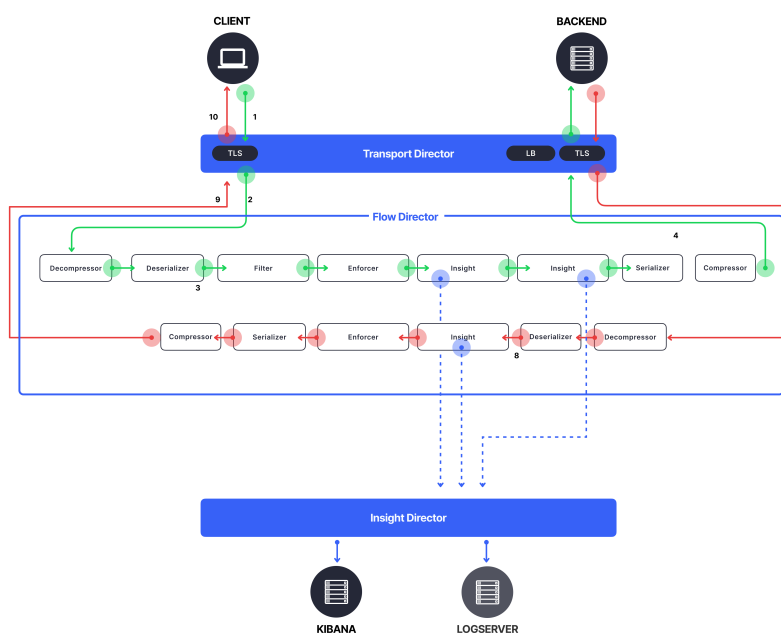 CLIENT
BACKEND
10
1
Transport Director
TLS
LB
TLS
9
2
Flow Director
4
Decompressor
Deserializer
Filter
Enforcer
Insight
Insight
Serializer
Compressor
3
Compressor
Serializer
Enforcer
Insight
Deserializer
Decompressor
8
Insight Director
KIBANA
LOGSERVER